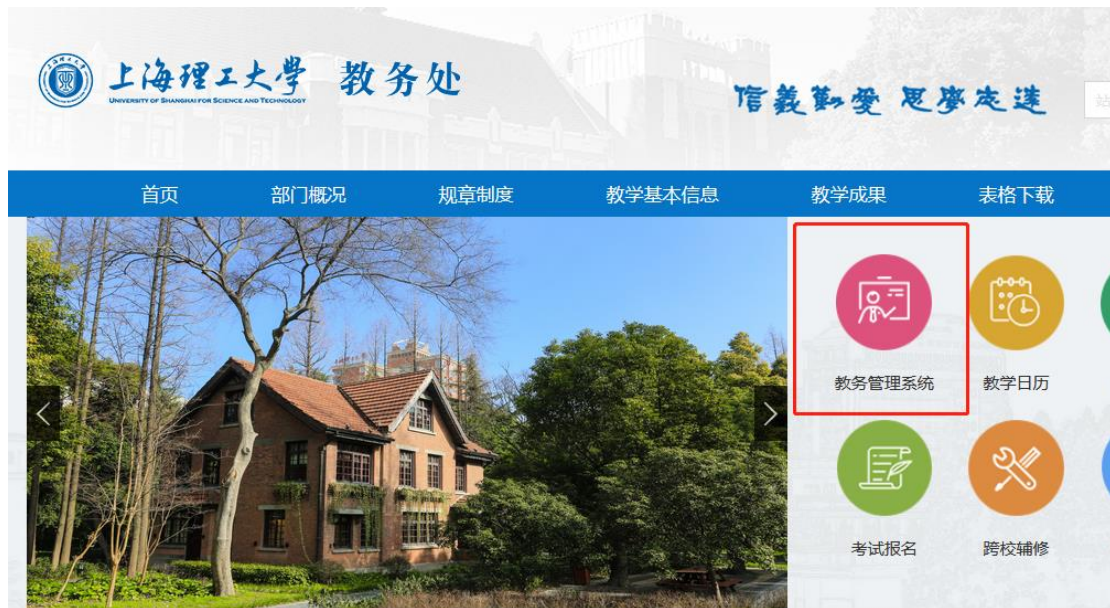 上海理工大學 教务处
UNIVERSITY OF SHANGHAI FOR SCIENCE AND TECHNOLOGY
信義勤愛 思學志遠
站
首页 部门概况 规章制度 教学基本信息 教学成果 表格下载
教务管理系统 教学日历
考试报名 跨校辅修